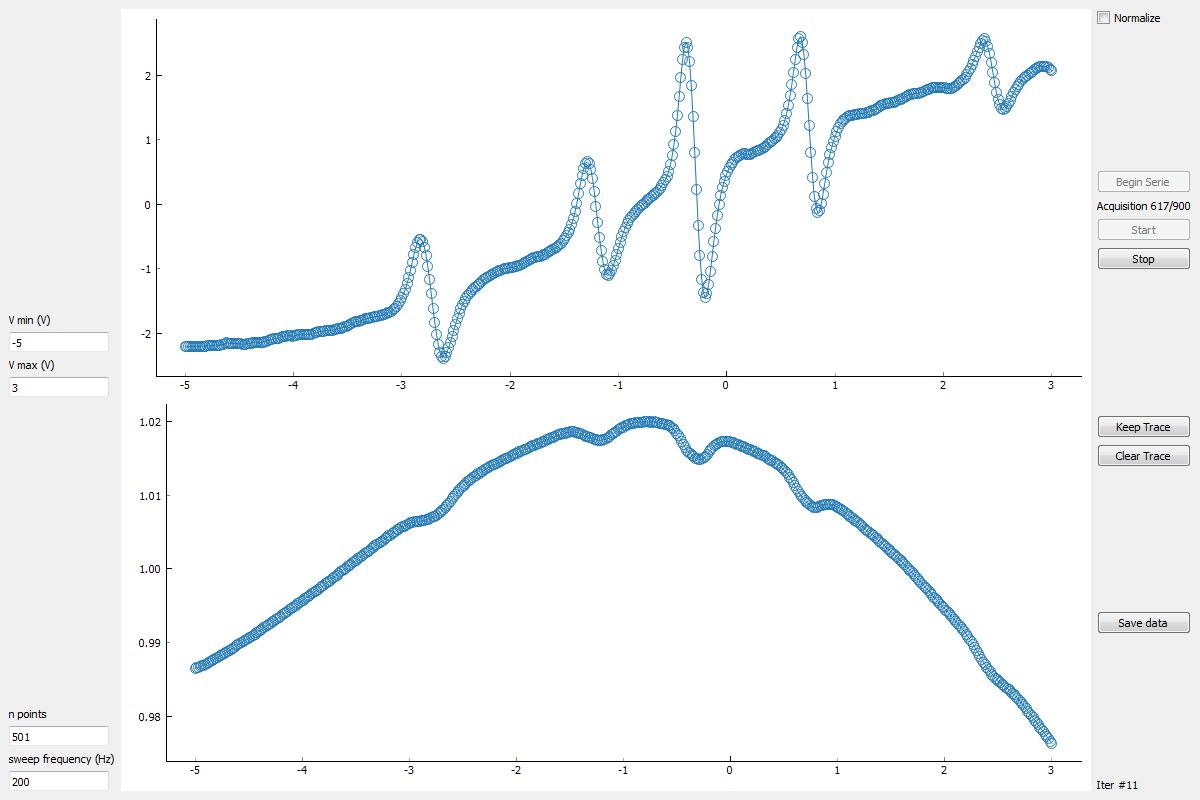 Normalize
2
1
0
-1
-2
-5 -4 -3 -2 -1 0 1 2 3
Begin Serie
Acquisition 617/900
Start
Stop
V min (V)
-5
V max (V)
3
1.02
1.01
1.00
0.99
0.98
-5 -4 -3 -2 -1 0 1 2 3
Keep Trace
Clear Trace
Save data
n points
501
sweep frequency (Hz)
200
Iter #11